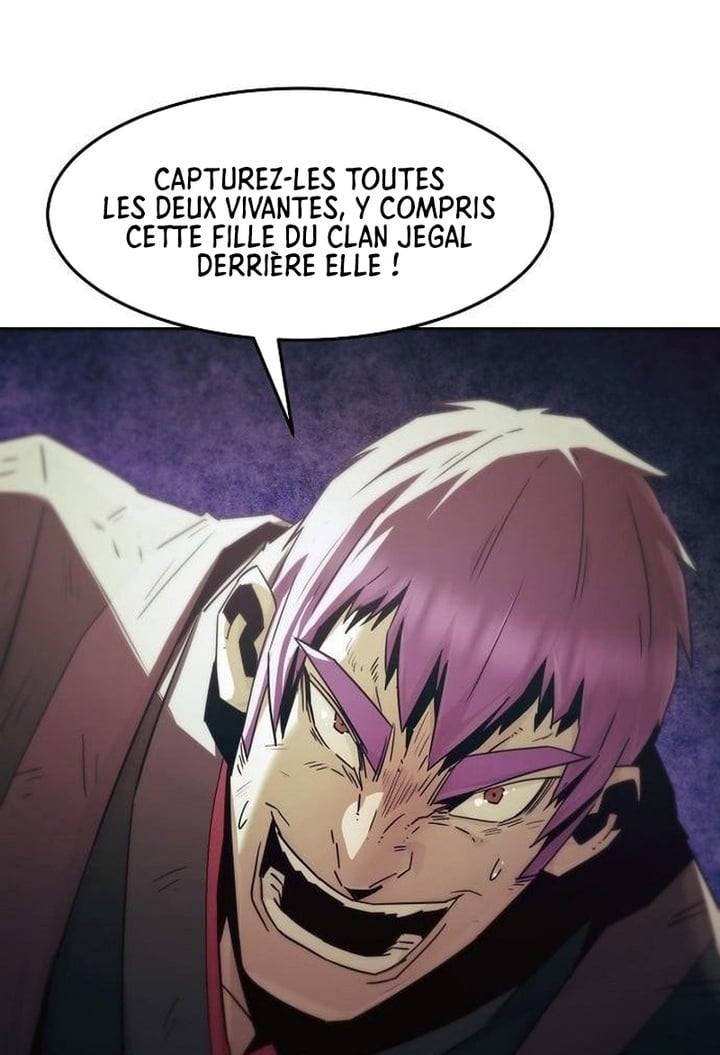 CAPTUREZ-LES TOUTES
LES DEUX VIVANTES, Y COMPRIS
CETTE FILLE DU CLAN JEGAL
DERRIÈRE ELLE !